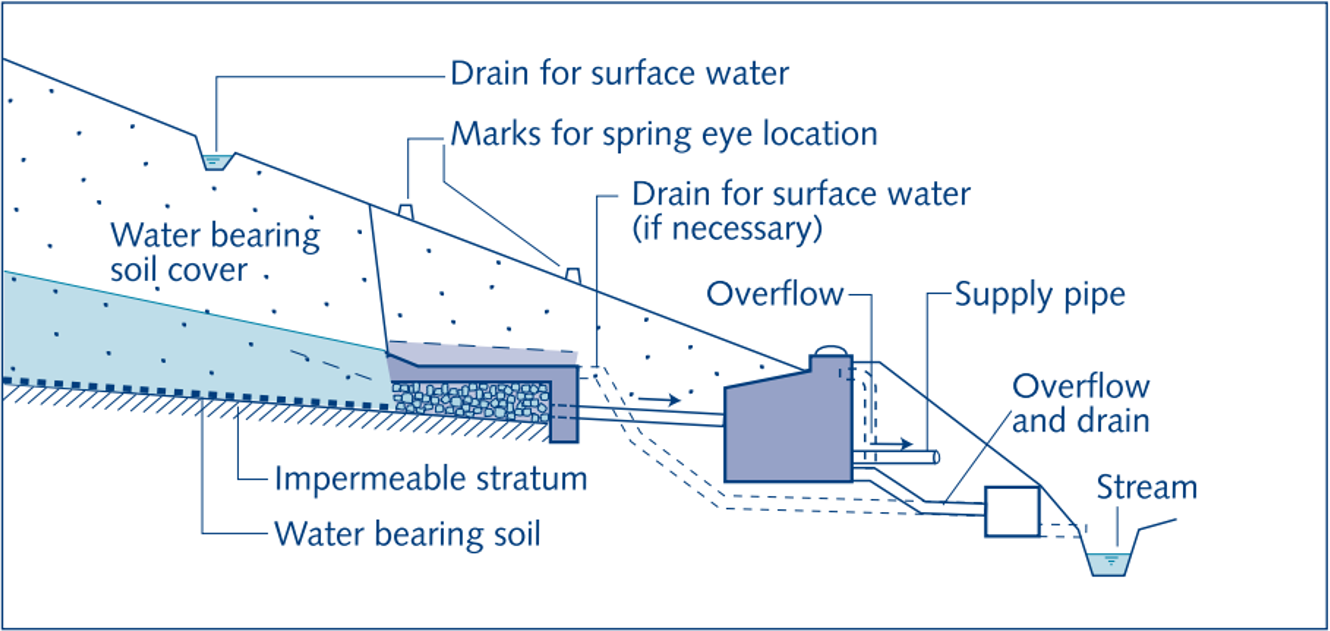 Drain for surface water
Marks for spring eye location
Drain for surface water
(if necessary)
Water bearing
soil cover
Overflow
Supply pipe
Overflow
and drain
Impermeable stratum
Stream
Water bearing soil